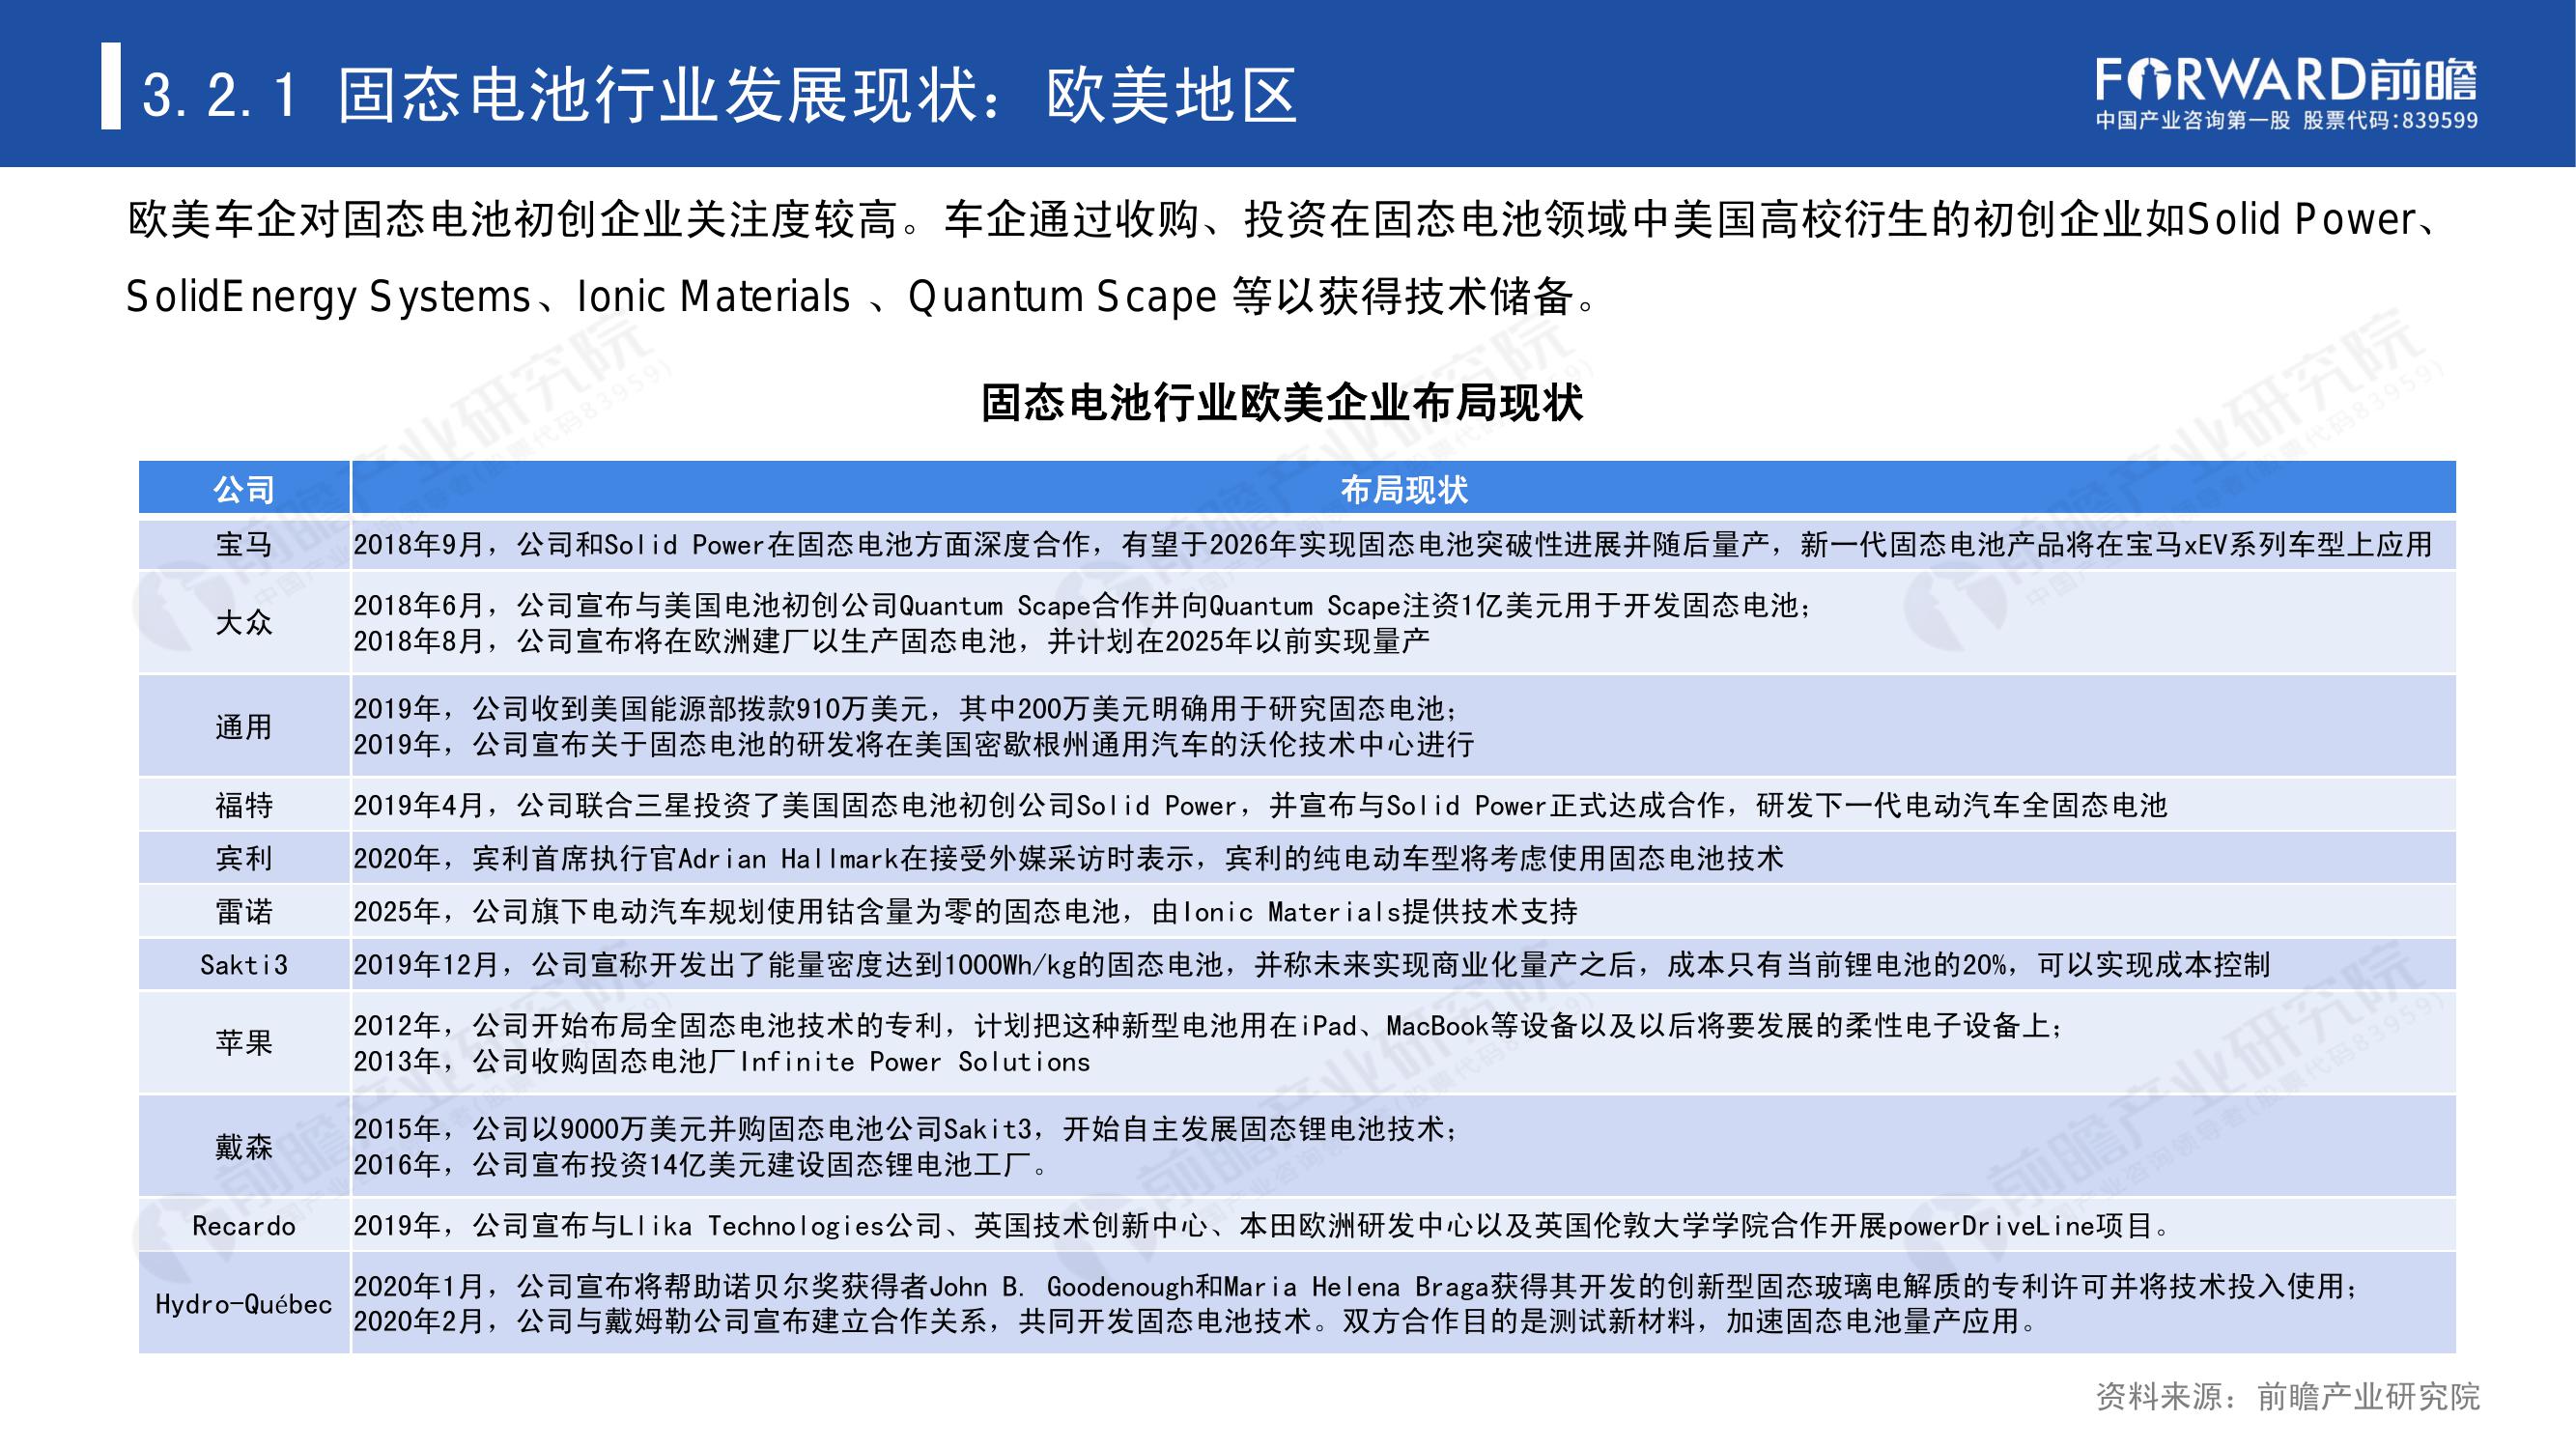 3.2.1 固态电池行业发展现状：欧美地区
FORWARD前瞻
中国产业咨询第一股 股票代码:839599
欧美车企对固态电池初创企业关注度较高。车企通过收购、投资在固态电池领域中美国高校衍生的初创企业如Solid Power、
SolidEnergy Systems、Ionic Materials 、Quantum Scape 等以获得技术储备。
固态电池行业欧美企业布局现状
公司 布局现状
宝马 2018年9月，公司和Solid Power在固态电池方面深度合作，有望于2026年实现固态电池突破性进展并随后量产，新一代固态电池产品将在宝马xEV系列车型上应用
大众 2018年6月，公司宣布与美国电池初创公司Quantum Scape合作并向Quantum Scape注资1亿美元用于开发固态电池；
2018年8月，公司宣布将在欧洲建厂以生产固态电池，并计划在2025年以前实现量产
通用 2019年，公司收到美国能源部拨款910万美元，其中200万美元明确用于研究固态电池；
2019年，公司宣布关于固态电池的研发将在美国密歇根州通用汽车的沃伦技术中心进行
福特 2019年4月，公司联合三星投资了美国固态电池初创公司Solid Power，并宣布与Solid Power正式达成合作，研发下一代电动汽车全固态电池
宾利 2020年，宾利首席执行官Adrian Hallmark在接受外媒采访时表示，宾利的纯电动车型将考虑使用固态电池技术
雷诺 2025年，公司旗下电动汽车规划使用钴含量为零的固态电池，由Ionic Materials提供技术支持
Sakti3 2019年12月，公司宣称开发出了能量密度达到1000Wh/kg的固态电池，并称未来实现商业化量产之后，成本只有当前锂电池的20%，可以实现成本控制
苹果 2012年，公司开始布局全固态电池技术的专利，计划把这种新型电池用在iPad、MacBook等设备以及以后将要发展的柔性电子设备上；
2013年，公司收购固态电池厂Infinite Power Solutions
戴森 2015年，公司以9000万美元并购固态电池公司Sakit3，开始自主发展固态锂电池技术；
2016年，公司宣布投资14亿美元建设固态锂电池工厂。
Recardo 2019年，公司宣布与Llika Technologies公司、英国技术创新中心、本田欧洲研发中心以及英国伦敦大学学院合作开展powerDriveLine项目。
Hydro-Québec 2020年1月，公司宣布将帮助诺贝尔奖获得者John B. Goodenough和Maria Helena Braga获得其开发的创新型固态玻璃电解质的专利许可并将技术投入使用；
2020年2月，公司与戴姆勒公司宣布建立合作关系，共同开发固态电池技术。双方合作目的是测试新材料，加速固态电池量产应用。
资料来源：前瞻产业研究院